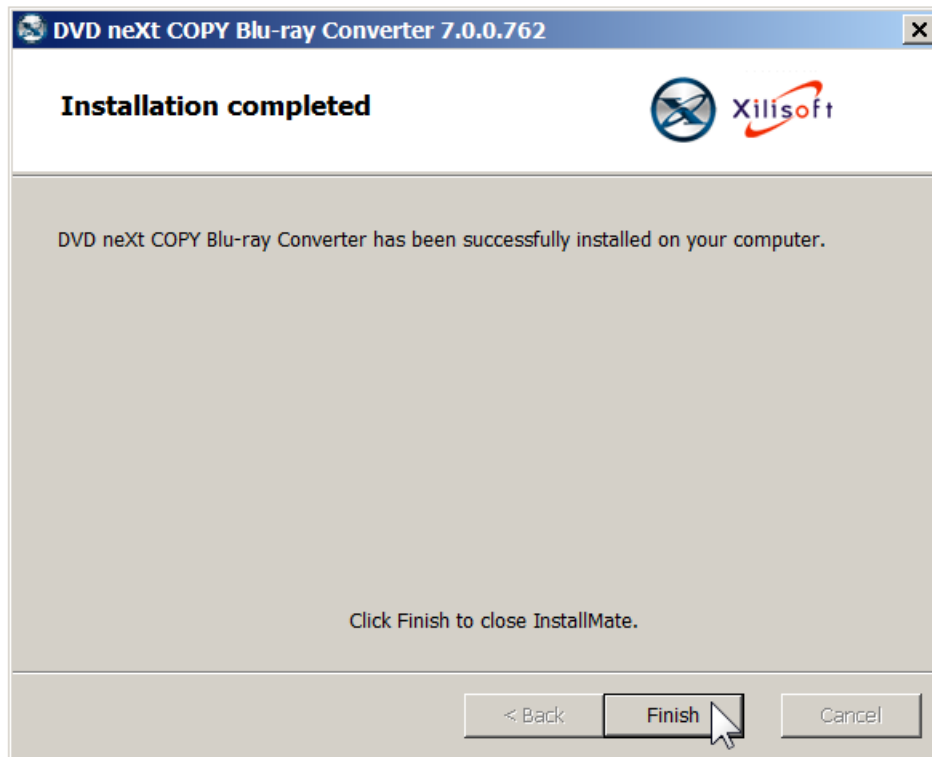 DVD neXt COPY Blu-ray Converter 7.0.0.762
Installation completed
Xilisoft
DVD neXt COPY Blu-ray Converter has been successfully installed on your computer.
Click Finish to close InstallMate.
< Back
Finish
Cancel